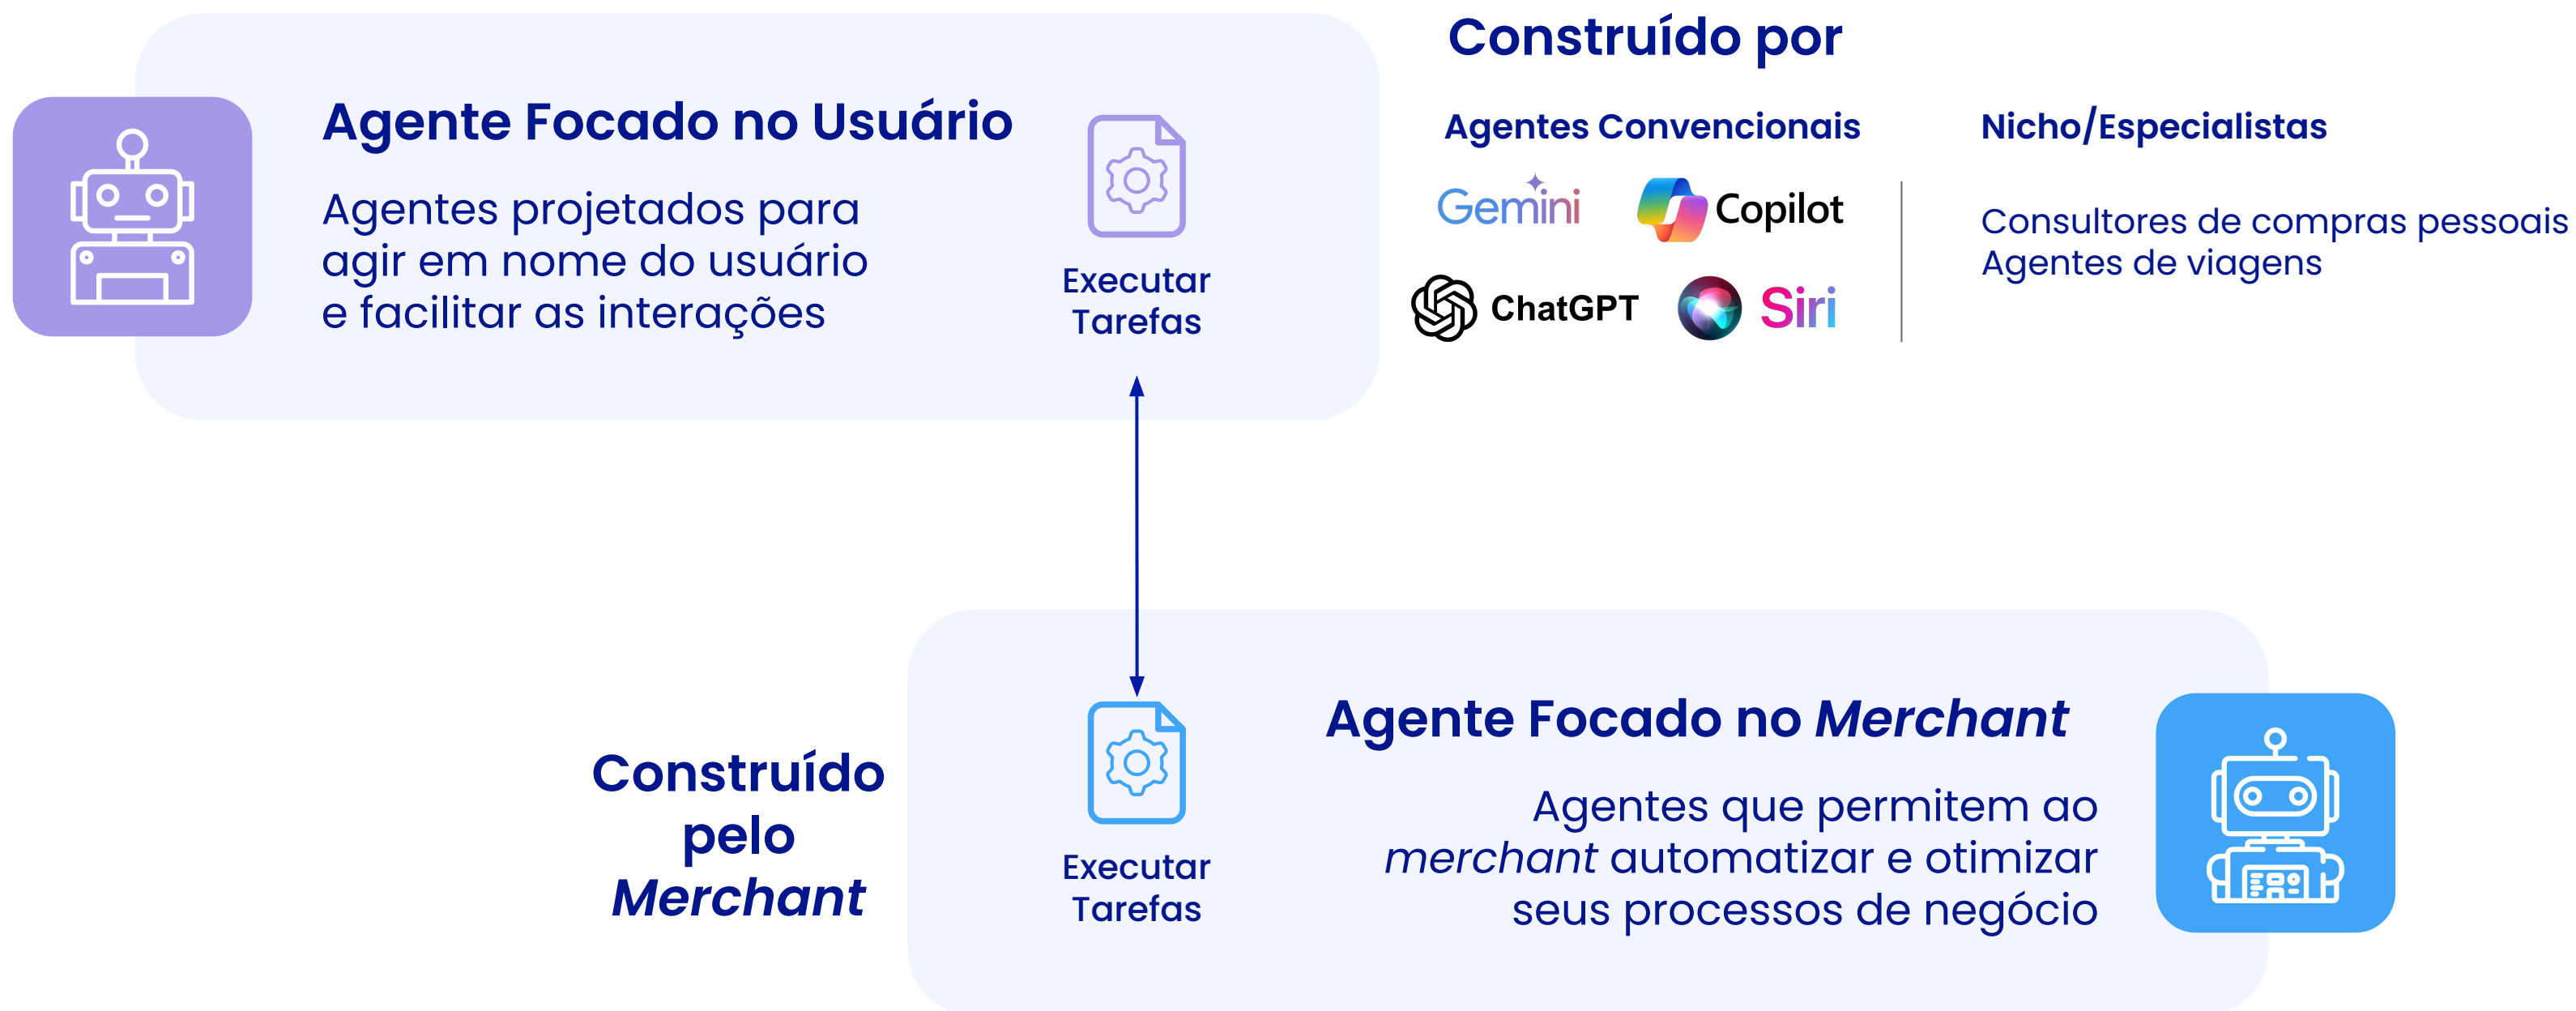 Construído por
Agente Focado no Usuário
Agentes projetados para
agir em nome do usuário
e facilitar as interações
Executar
Tarefas
Agentes Convencionais
Gemini
Copilot
ChatGPT
Siri
Nicho/Especialistas
Consultores de compras pessoais
Agentes de viagens
Construído
pelo
Merchant
Executar
Tarefas
Agente Focado no Merchant
Agentes que permitem ao
merchant automatizar e otimizar
seus processos de negócio